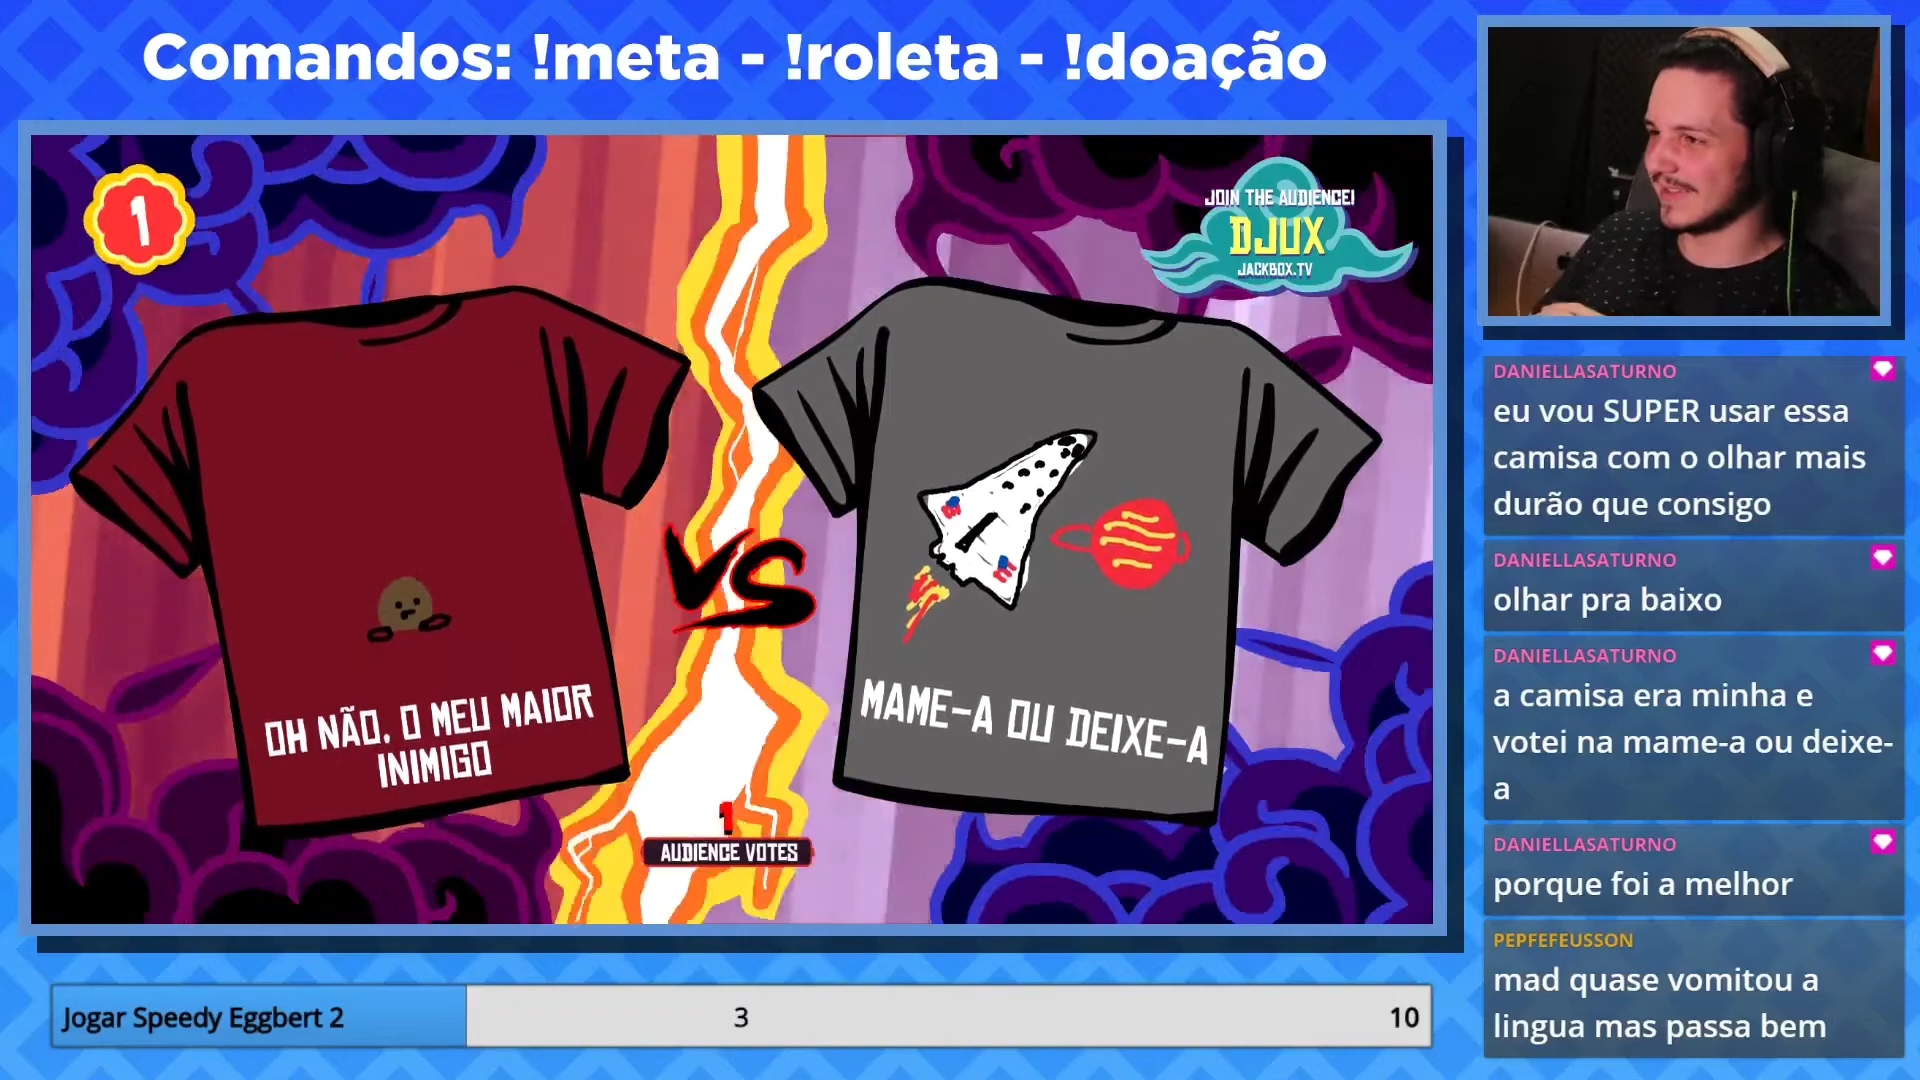 Comandos: !meta - !roleta - !doação
1
JOIN THE AUDIENCE!
DJUX
JACKBOX.TV
OH NÃO, O MEU MAIOR
INIMIGO
VS
MAME-A OU DEIXE-A
1
AUDIENCE VOTES
Jogar Speedy Eggbert 2
3
10
DANIELLASATURNO
eu vou SUPER usar essa
camisa com o olhar mais
durão que consigo
DANIELLASATURNO
olhar pra baixo
DANIELLASATURNO
a camisa era minha e
votei na mame-a ou deixe-
a
DANIELLASATURNO
porque foi a melhor
PEPFEFEUSSON
mad quase vomitou a
lingua mas passa bem